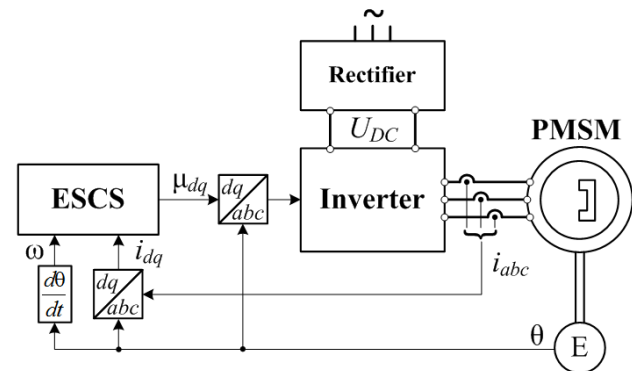 ~
Rectifier
U_DC
PMSM
ESCS
μ_dq
dq
abc
Inverter
ω
i_dq
i_abc
dθ
dt
dq
abc
θ
E